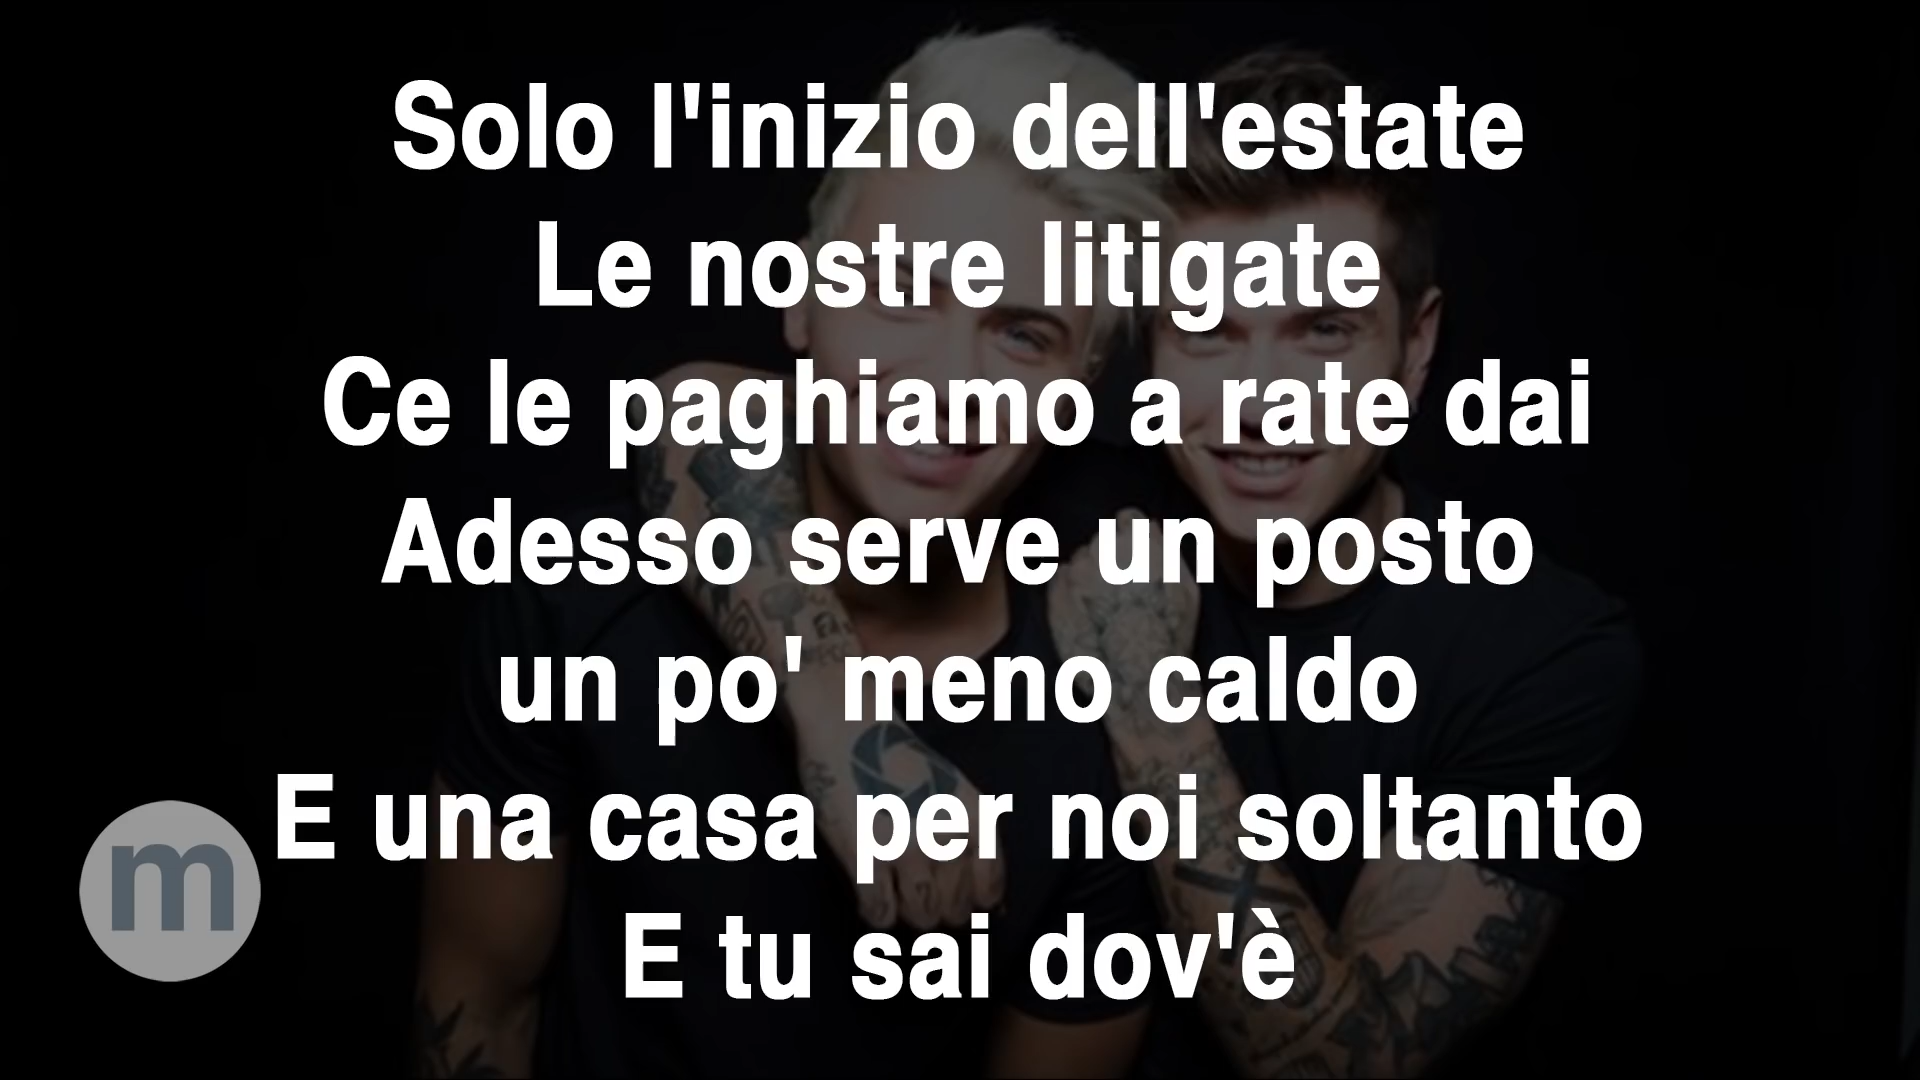 Solo l'inizio dell'estate
Le nostre litigate
Ce le paghiamo a rate dai
Adesso serve un posto
un po' meno caldo
E una casa per noi soltanto
E tu sai dov'è
m